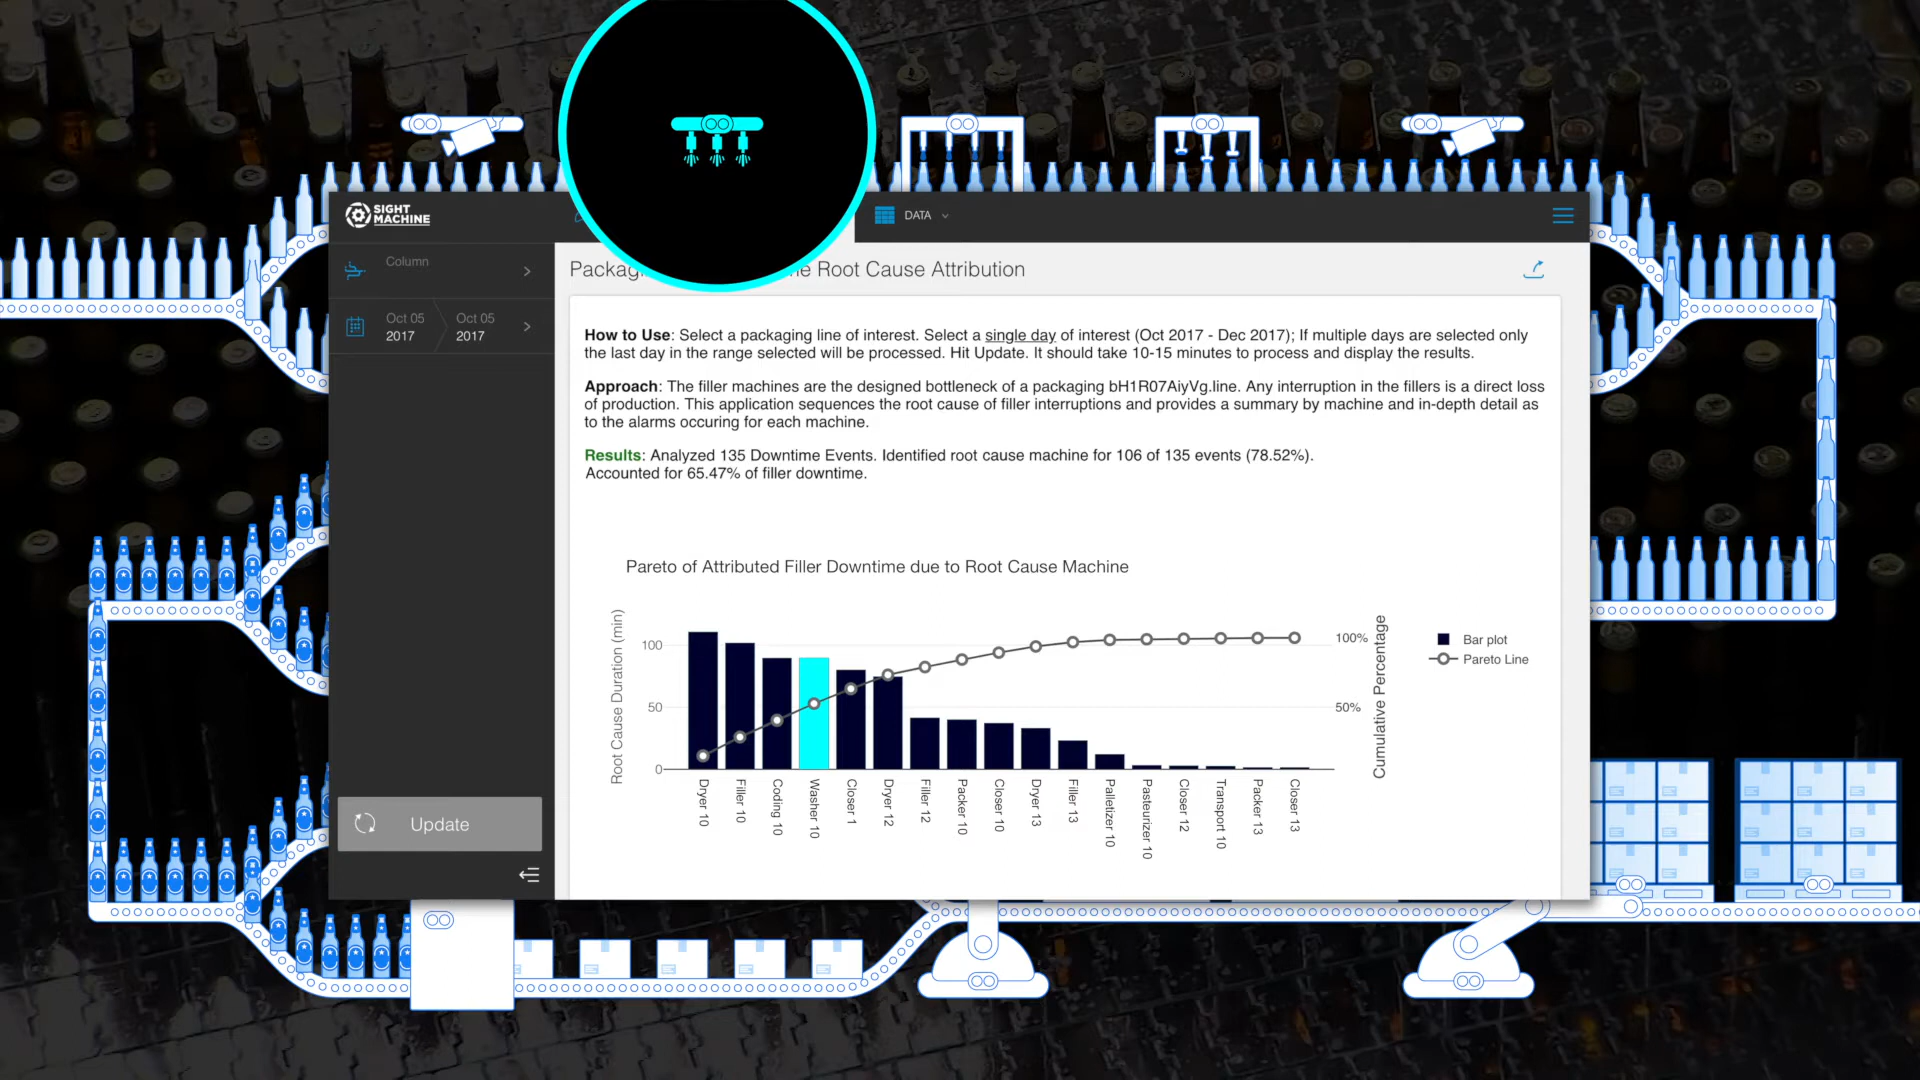 SIGHT
MACHINE
DATA
Column
Oct 05
2017
Oct 05
2017
Update
Root Cause Attribution
How to Use: Select a packaging line of interest. Select a single day of interest (Oct 2017 - Dec 2017); If multiple days are selected only
the last day in the range selected will be processed. Hit Update. It should take 10-15 minutes to process and display the results.
Approach: The filler machines are the designed bottleneck of a packaging bH1R07AiyVg.line. Any interruption in the fillers is a direct loss
of production. This application sequences the root cause of filler interruptions and provides a summary by machine and in-depth detail as
to the alarms occuring for each machine.
Results: Analyzed 135 Downtime Events. Identified root cause machine for 106 of 135 events (78.52%).
Accounted for 65.47% of filler downtime.
Pareto of Attributed Filler Downtime due to Root Cause Machine
Root Cause Duration (min)
100
50
0
100%
50%
Cumulative Percentage
Bar plot
Pareto Line
Dryer 10
Filler 10
Coding 10
Washer 10
Closer 1
Dryer 12
Filler 12
Packer 10
Closer 10
Dryer 13
Filler 13
Palletizer 10
Pasteurizer 10
Closer 12
Transport 10
Packer 13
Closer 13